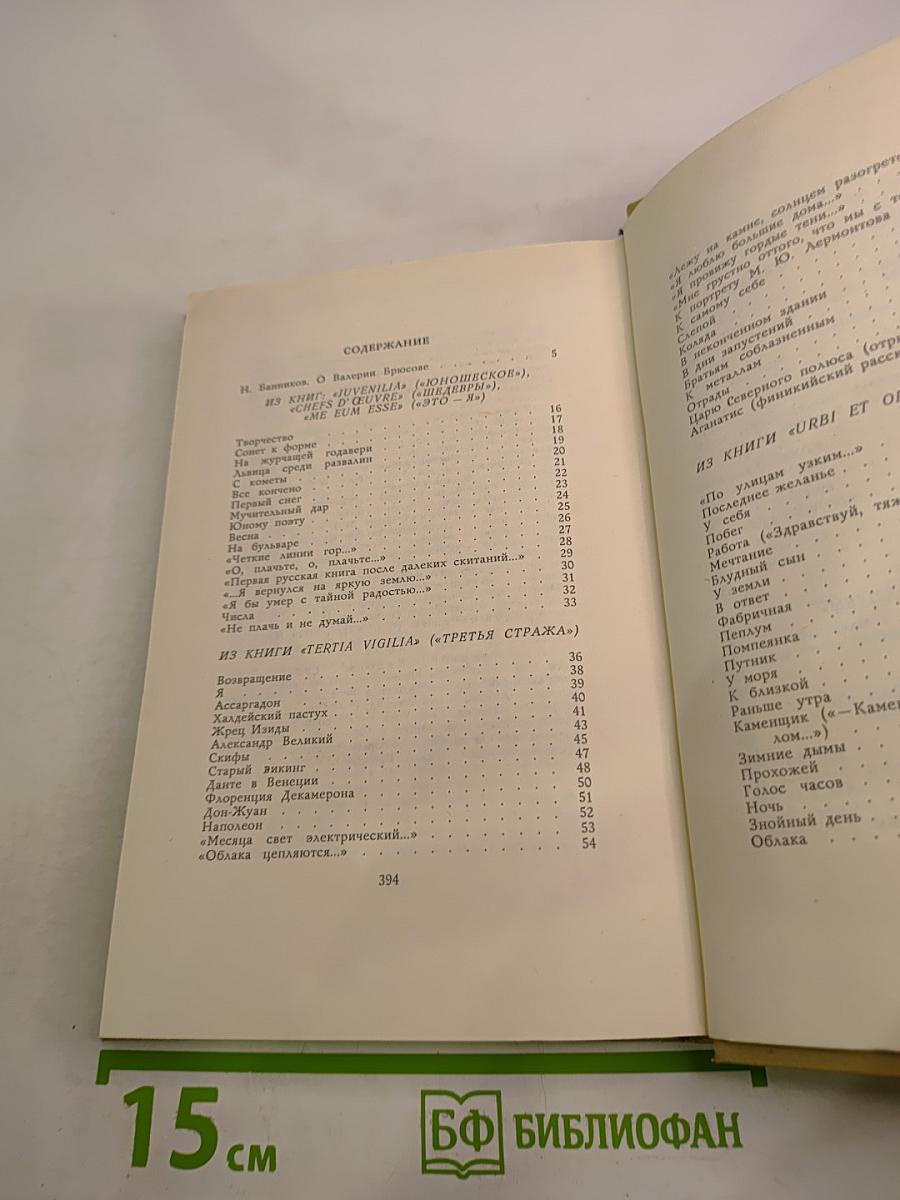 СОДЕРЖАНИЕ
Н. Банников. О Валерии Брюсове . . . . . . . 5
ИЗ КНИГ: «JUVENILIA» («ЮНОШЕСКОЕ»),
«CHEFS D'ŒUVRE» («ШЕДЕВРЫ»),
«ME EUM ESSE» («ЭТО — Я»)
Творчество 16
Сонет к форме 17
На журчащей годавери 18
Львица среди развалин 19
С кометы 20
Все кончено 21
Первый снег 22
Мучительный дар 23
Юному поэту 24
Весна 25
На бульваре 26
«Четкие линии гор...» 27
«О, плачьте, о, плачьте...» 28
«Первая русская книга после далеких скитаний...» 29
«...Я вернулся на яркую землю...» 30
«Я бы умер с тайной радостью...» 31
Числа 32
«Не плачь и не думай...» 33
ИЗ КНИГИ «TERTIA VIGILIA» («ТРЕТЬЯ СТРАЖА»)
Возвращение 36
Я 38
Ассаргадон 39
Халдейский пастух 40
Жрец Изиды 41
Александр Великий 43
Скифы 45
Старый викинг 47
Данте в Венеции 48
Флоренция Декамерона 50
Дон-Жуан 51
Наполеон 52
«Месяца свет электрический...» 53
«Облака цепляются...» 54
394
«Лежу на камне, солнцем разогрете
«Я люблю большие дома...»
«Я провижу гордые тени...»
«Мне грустно оттого, что мы с т
К портрету М. Ю. Лермонтова
К самому себе
Слепой
Коляда
В неконченном здании
В дни запустений
Братьям соблазненным
К металлам
Отрады
Царю Северного полюса (отры
Аганатис (финикийский расск
ИЗ КНИГИ «URBI ET O
«По улицам узким...»
Последнее желанье
У себя
Побег
Работа («Здравствуй, тяж
Мечтание
Блудный сын
У земли
В ответ
Фабричная
Пеплум
Помпеянка
Путник
У моря
К близкой
Раньше утра
Каменщик («—Камен
лом...»)
Зимние дымы
Прохожей
Голос часов
Ночь
Знойный день
Облака
15 см
БФ БИБЛИОФАН